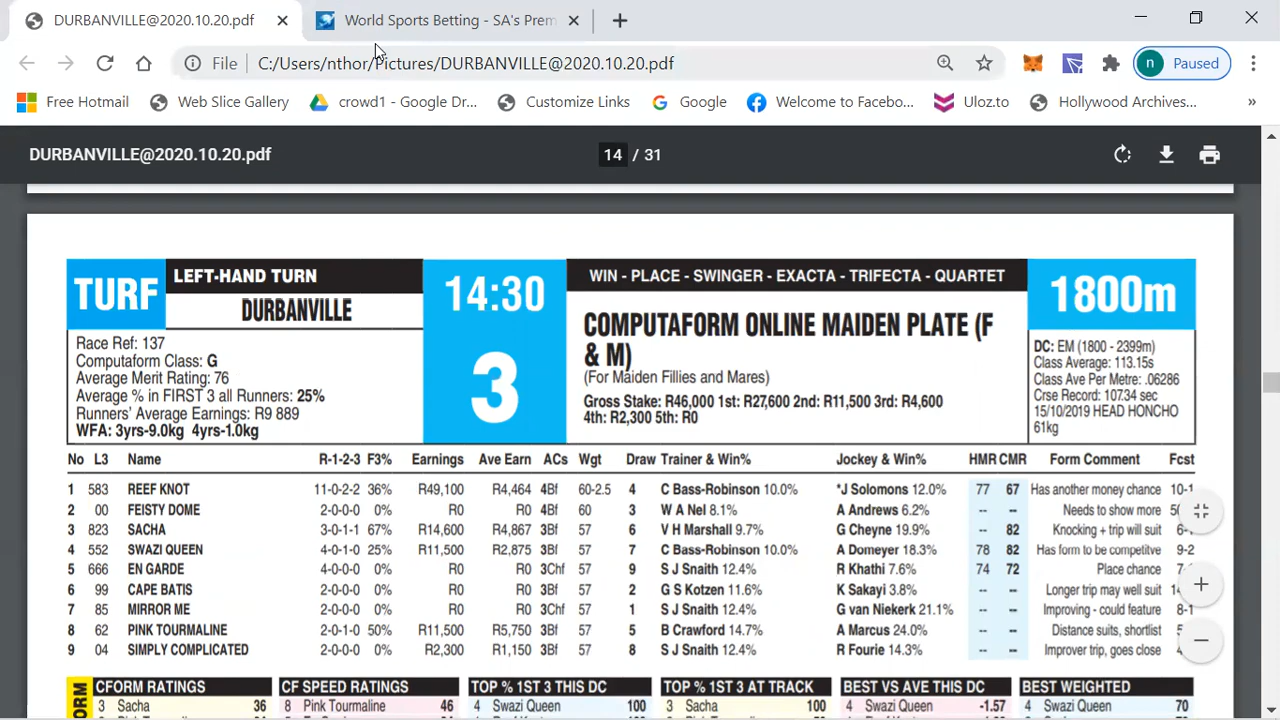 DURBANVILLE@2020.10.20.pdf
World Sports Betting - SA's Prem
File C:/Users/nthor/Pictures/DURBANVILLE@2020.10.20.pdf
n Paused
Free Hotmail Web Slice Gallery crowd1 - Google Dr... Customize Links Google Welcome to Facec... Uloz.to Hollywood Archives... »
DURBANVILLE@2020.10.20.pdf 14 / 31
TURF LEFT-HAND TURN
DURBANVILLE
14:30
3
WIN - PLACE - SWINGER - EXACTA - TRIFECTA - QUARTET
1800m
Race Ref: 137
Computaform Class: G
Average Merit Rating: 76
Average % in FIRST 3 all Runners: 25%
Runners' Average Earnings: R9 889
WFA: 3yrs-9.0kg 4yrs-1.0kg
COMPUTAFORM ONLINE MAIDEN PLATE (F
& M)
(For Maiden Fillies and Mares)
Gross Stake: R46,000 1st: R27,600 2nd: R11,500 3rd: R4,600
4th: R2,300 5th: R0
DC: EM (1800 - 2399m)
Class Average: 113.15s
Class Ave Per Metre: .06286
Crse Record: 107.34 sec
15/10/2019 HEAD HONCHO
61kg
No L3 Name R-1-2-3 F3% Earnings Ave Earn ACs Wgt Draw Trainer & Win% Jockey & Win% HMR CMR Form Comment Fcst
1 583 REEF KNOT 11-0-2-2 36% R49,100 R4,464 4Bf 60-2.5 4 C Bass-Robinson 10.0% *J Solomons 12.0% 77 67 Has another money chance 10-1
2 00 FEISTY DOME 2-0-0-0 0% R0 R0 4Bf 60 3 W A Nel 8.1% A Andrews 6.2% -- -- Needs to show more
3 823 SACHA 3-0-1-1 67% R14,600 R4,867 3Bf 57 6 V H Marshall 9.7% G Cheyne 19.9% -- 82 Knocking + trip will suit
4 552 SWAZI QUEEN 4-0-1-0 25% R11,500 R2,875 3Bf 57 7 C Bass-Robinson 10.0% A Domeyer 18.3% 78 82 Has form to be competitive 9-2
5 666 EN GARDE 4-0-0-0 0% R0 R0 3Chf 57 9 S J Snaith 12.4% R Khathi 7.6% 74 72 Place chance
6 99 CAPE BATIS 2-0-0-0 0% R0 R0 3Bf 57 2 G S Kotzen 11.6% K Sakayi 3.8% -- -- Longer trip may well suit
7 85 MIRROR ME 2-0-0-0 0% R0 R0 3Chf 57 1 S J Snaith 12.4% G van Niekerk 21.1% -- -- Improving - could feature 8-1
8 62 PINK TOURMALINE 2-0-1-0 50% R11,500 R5,750 3Bf 57 5 B Crawford 14.7% A Marcus 24.0% -- -- Distance suits, shortlist
9 04 SIMPLY COMPLICATED 2-0-0-0 0% R2,300 R1,150 3Bf 57 8 S J Snaith 12.4% R Fourie 14.3% -- -- Improver trip, goes close
CFORM RATINGS CF SPEED RATINGS TOP % 1ST 3 THIS DC TOP % 1ST 3 AT TRACK BEST VS AVE THIS DC BEST WEIGHTED
3 Sacha 36 8 Pink Tourmaline 46 4 Swazi Queen 100 3 Sacha 100 4 Swazi Queen -1.57 4 Swazi Queen 70